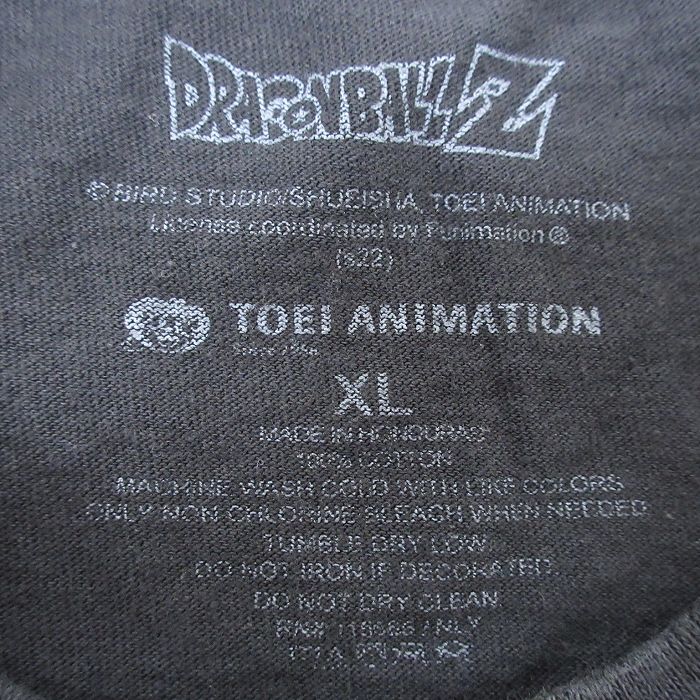 DRAGONBALL Z
© BIRD STUDIO/SHUEISHA, TOEI ANIMATION
License coordinated by Funimation ®
(s22)
TOEI ANIMATION
Since
XL
MADE IN HONDURAS
100% COTTON
MACHINE WASH COLD WITH LIKE COLORS
ONLY NON-CHLORINE BLEACH WHEN NEEDED
TUMBLE DRY LOW
DO NOT IRON IF DECORATED
DO NOT DRY CLEAN
RN#